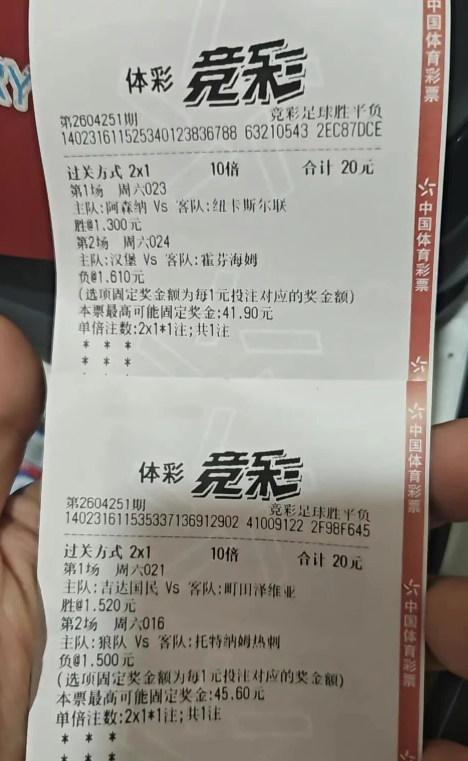 体彩 竞彩
第2604251期 竞彩足球胜平负
140231611525340123836788 63210543 2EC87DCE
过关方式 2x1 10倍 合计 20元
第1场 周六023
主队:阿森纳 Vs 客队:纽卡斯尔联
胜@1.300元
第2场 周六024
主队:汉堡 Vs 客队:霍芬海姆
负@1.610元
(选项固定奖金额为每1元投注对应的奖金额)
本票最高可能固定奖金:41.90元
单倍注数:2x1*1注;共1注
* * *
* * *
体彩 竞彩
第2604251期 竞彩足球胜平负
140231611535337136912902 41009122 2F98F645
过关方式 2x1 10倍 合计 20元
第1场 周六021
主队:吉达国民 Vs 客队:町田泽维亚
胜@1.520元
第2场 周六016
主队:狼队 Vs 客队:托特纳姆热刺
负@1.500元
(选项固定奖金额为每1元投注对应的奖金额)
本票最高可能固定奖金:45.60元
单倍注数:2x1*1注;共1注
* * *
* * *
中国体育彩票
中国体育彩票
中国体育彩票
中国体育彩票